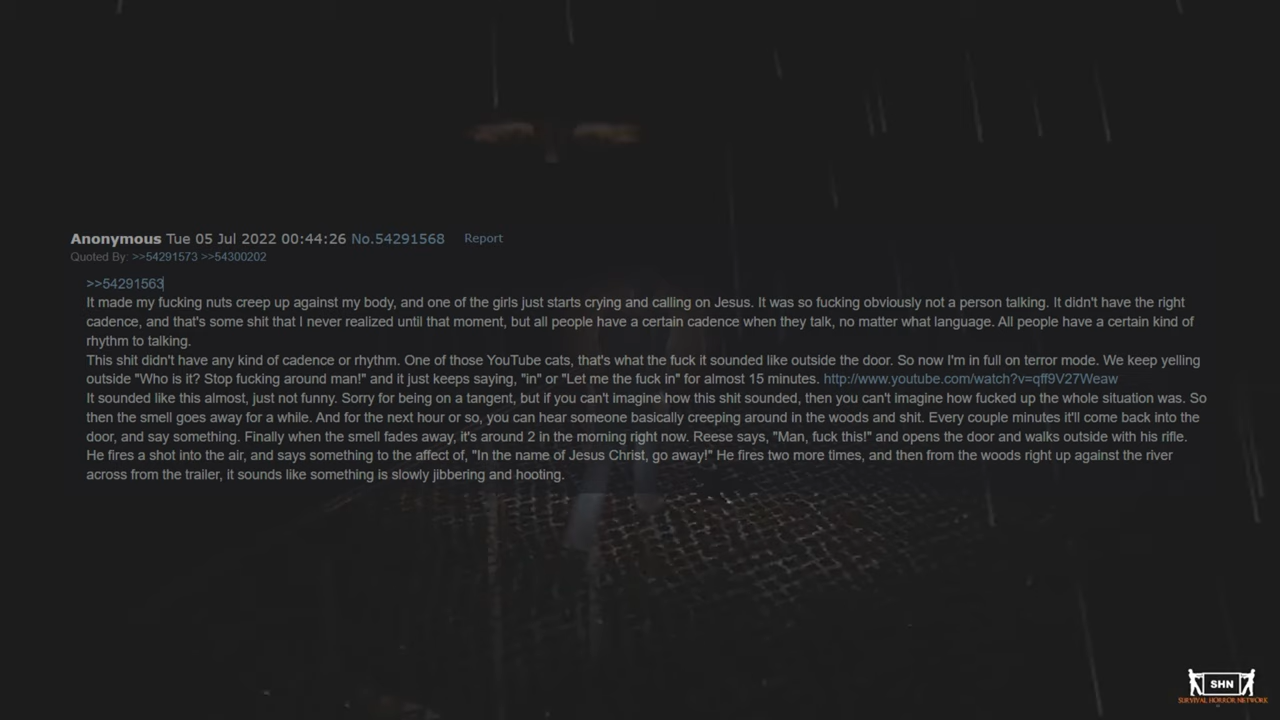 Anonymous Tue 05 Jul 2022 00:44:26 No.54291568 Report
Quoted By: >>54291573 >>54300202
>>54291563
It made my fucking nuts creep up against my body, and one of the girls just starts crying and calling on Jesus. It was so fucking obviously not a person talking. It didn't have the right
cadence, and that's some shit that I never realized until that moment, but all people have a certain cadence when they talk, no matter what language. All people have a certain kind of
rhythm to talking.
This shit didn't have any kind of cadence or rhythm. One of those YouTube cats, that's what the fuck it sounded like outside the door. So now I'm in full on terror mode. We keep yelling
outside "Who is it? Stop fucking around man!" and it just keeps saying, "in" or "Let me the fuck in" for almost 15 minutes. http://www.youtube.com/watch?v=qff9V27Weaw
It sounded like this almost, just not funny. Sorry for being on a tangent, but if you can't imagine how this shit sounded, then you can't imagine how fucked up the whole situation was. So
then the smell goes away for a while. And for the next hour or so, you can hear someone basically creeping around in the woods and shit. Every couple minutes it'll come back into the
door, and say something. Finally when the smell fades away, it's around 2 in the morning right now. Reese says, "Man, fuck this!" and opens the door and walks outside with his rifle.
He fires a shot into the air, and says something to the affect of, "In the name of Jesus Christ, go away!" He fires two more times, and then from the woods right up against the river
across from the trailer, it sounds like something is slowly jibbering and hooting.
SHN
SURVIVAL HORROR NETWORK